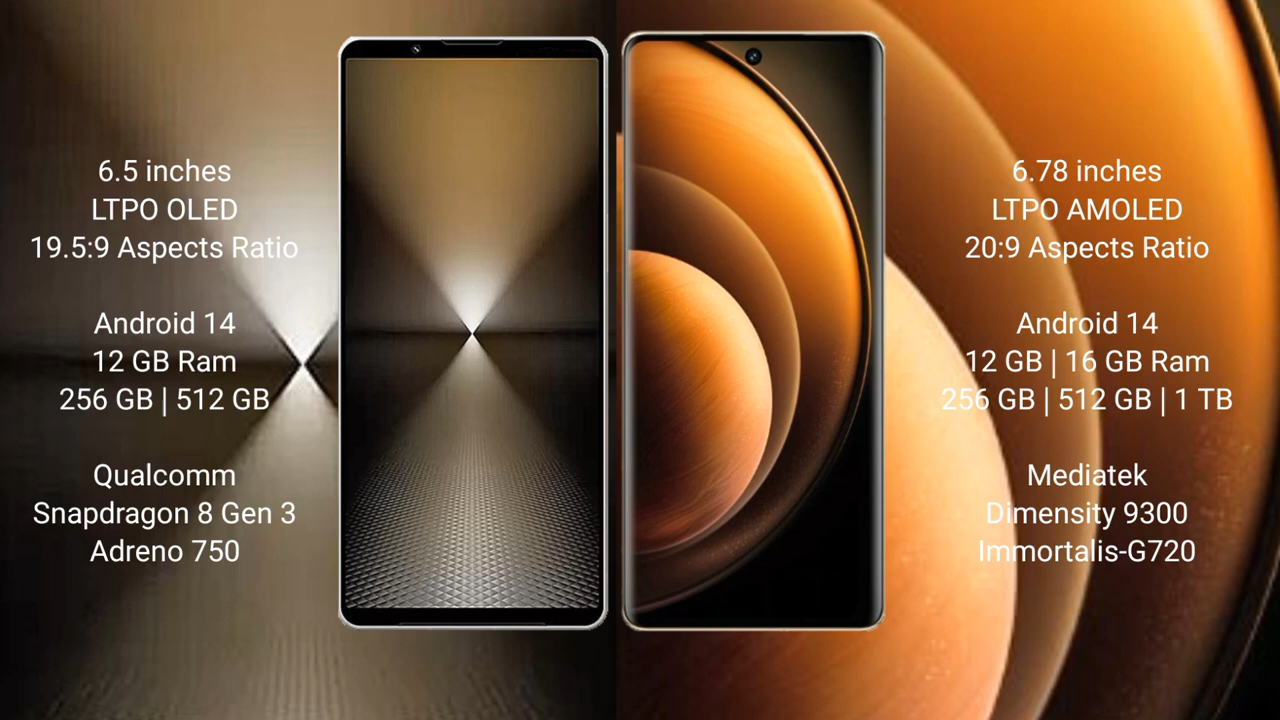 6.5 inches
LTPO OLED
19.5:9 Aspects Ratio
Android 14
12 GB Ram
256 GB | 512 GB
Qualcomm
Snapdragon 8 Gen 3
Adreno 750
6.78 inches
LTPO AMOLED
20:9 Aspects Ratio
Android 14
12 GB | 16 GB Ram
256 GB | 512 GB | 1 TB
Mediatek
Dimensity 9300
Immortalis-G720